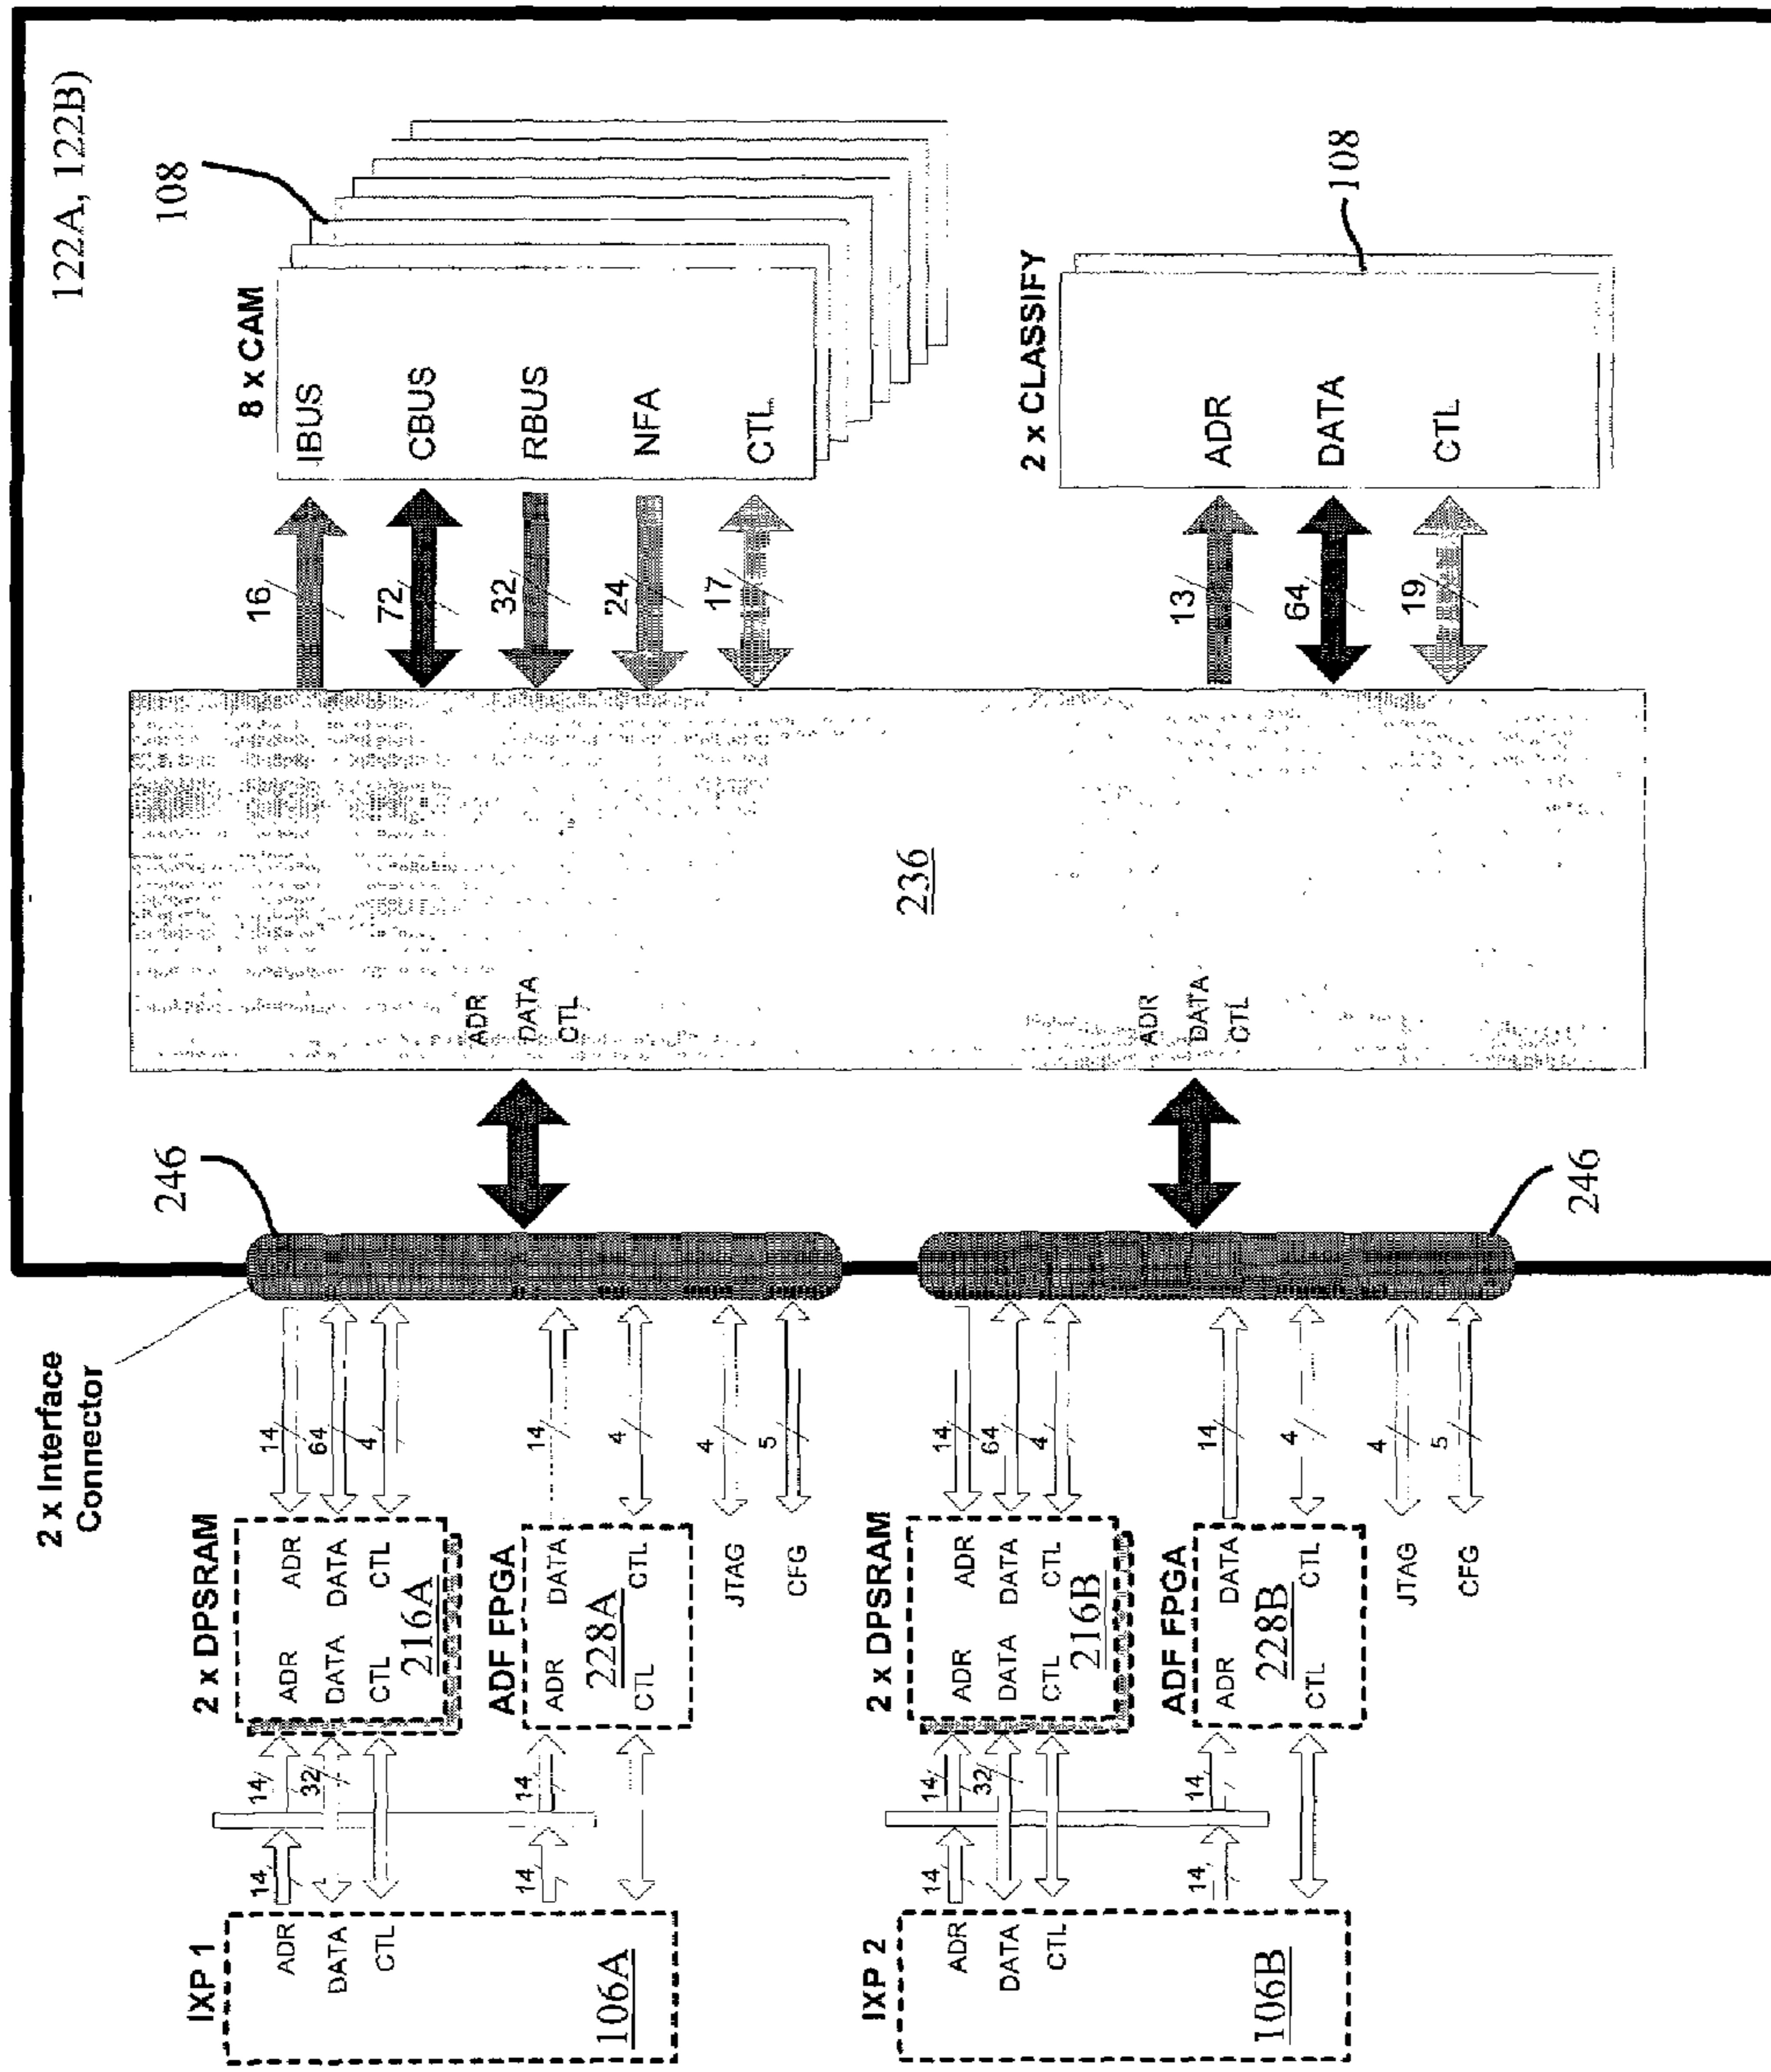 122A, 122B)
2 x Interface
Connector
246
108
IXP 1
ADR
DATA
CTL
106A
14
14
14
32
14
2 x DPSRAM
ADR ADR
DATA DATA
CTL CTL
216A
ADF FPGA
ADR DATA
228A
CTL CTL
JTAG
CFG
14
64
4
14
4
4
5
ADR
DATA
CTL
236
16
72
32
24
17
8 x CAM
IBUS
CBUS
RBUS
NFA
CTL
IXP 2
ADR
DATA
CTL
106B
14
14
14
32
14
2 x DPSRAM
ADR ADR
DATA DATA
CTL CTL
216B
ADF FPGA
ADR DATA
228B
CTL CTL
JTAG
CFG
14
64
4
14
4
4
5
246
ADR
DATA
CTL
13
64
19
2 x CLASSIFY
ADR
DATA
CTL
108